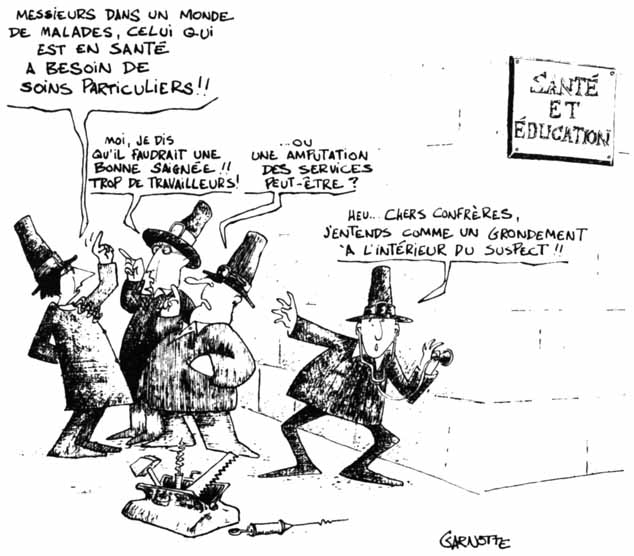 MESSIEURS DANS UN MONDE
DE MALADES, CELUI QUI
EST EN SANTÉ
A BESOIN DE
SOINS PARTICULIERS!!
MOI, JE DIS
QU'IL FAUDRAIT UNE
BONNE SAIGNÉE!!
TROP DE TRAVAILLEURS!
...OU
UNE AMPUTATION
DES SERVICES
PEUT-ÊTRE?
HEU... CHERS CONFRÈRES,
J'ENTENDS COMME UN GRONDEMENT
À L'INTÉRIEUR DU SUSPECT!!
SANTÉ
ET
ÉDUCATION
GARNOTTE